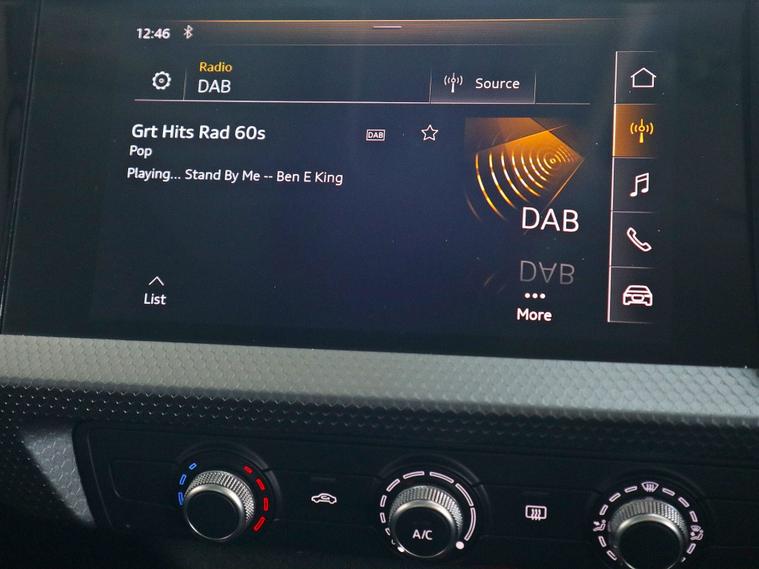 12:46
Radio
DAB
Source
Grt Hits Rad 60s
DAB
Pop
Playing... Stand By Me -- Ben E King
DAB
DAB
List
More
A/C